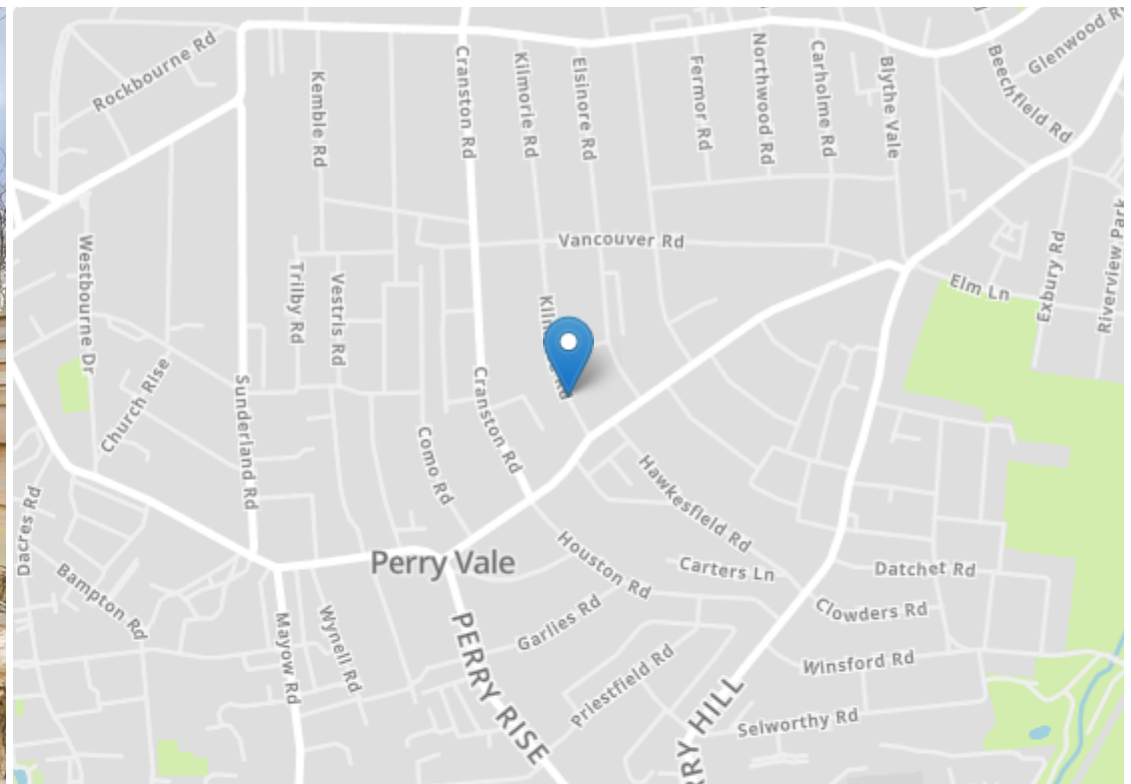 Rockbourne Rd
Kemble Rd
Cranston Rd
Kilmorie Rd
Elsinore Rd
Fermor Rd
Northwood Rd
Carholme Rd
Blythe Vale
Beechfield Rd
Glenwood
Westbourne Dr
Trilby Rd
Vestris Rd
Vancouver Rd
Elm Ln
Exbury Rd
Riverview Park
Church Rise
Sunderland Rd
Cranston Rd
Como Rd
Rd
Hawkesfield Rd
Dacres Rd
Bampton Rd
Perry Vale
Houston Rd
Carters Ln
Datchet Rd
Clowders Rd
Mayow Rd
Wynell Rd
Garlies Rd
Winsford Rd
PERRY RISE
Priestfield Rd
RRY HILL
Selworthy Rd